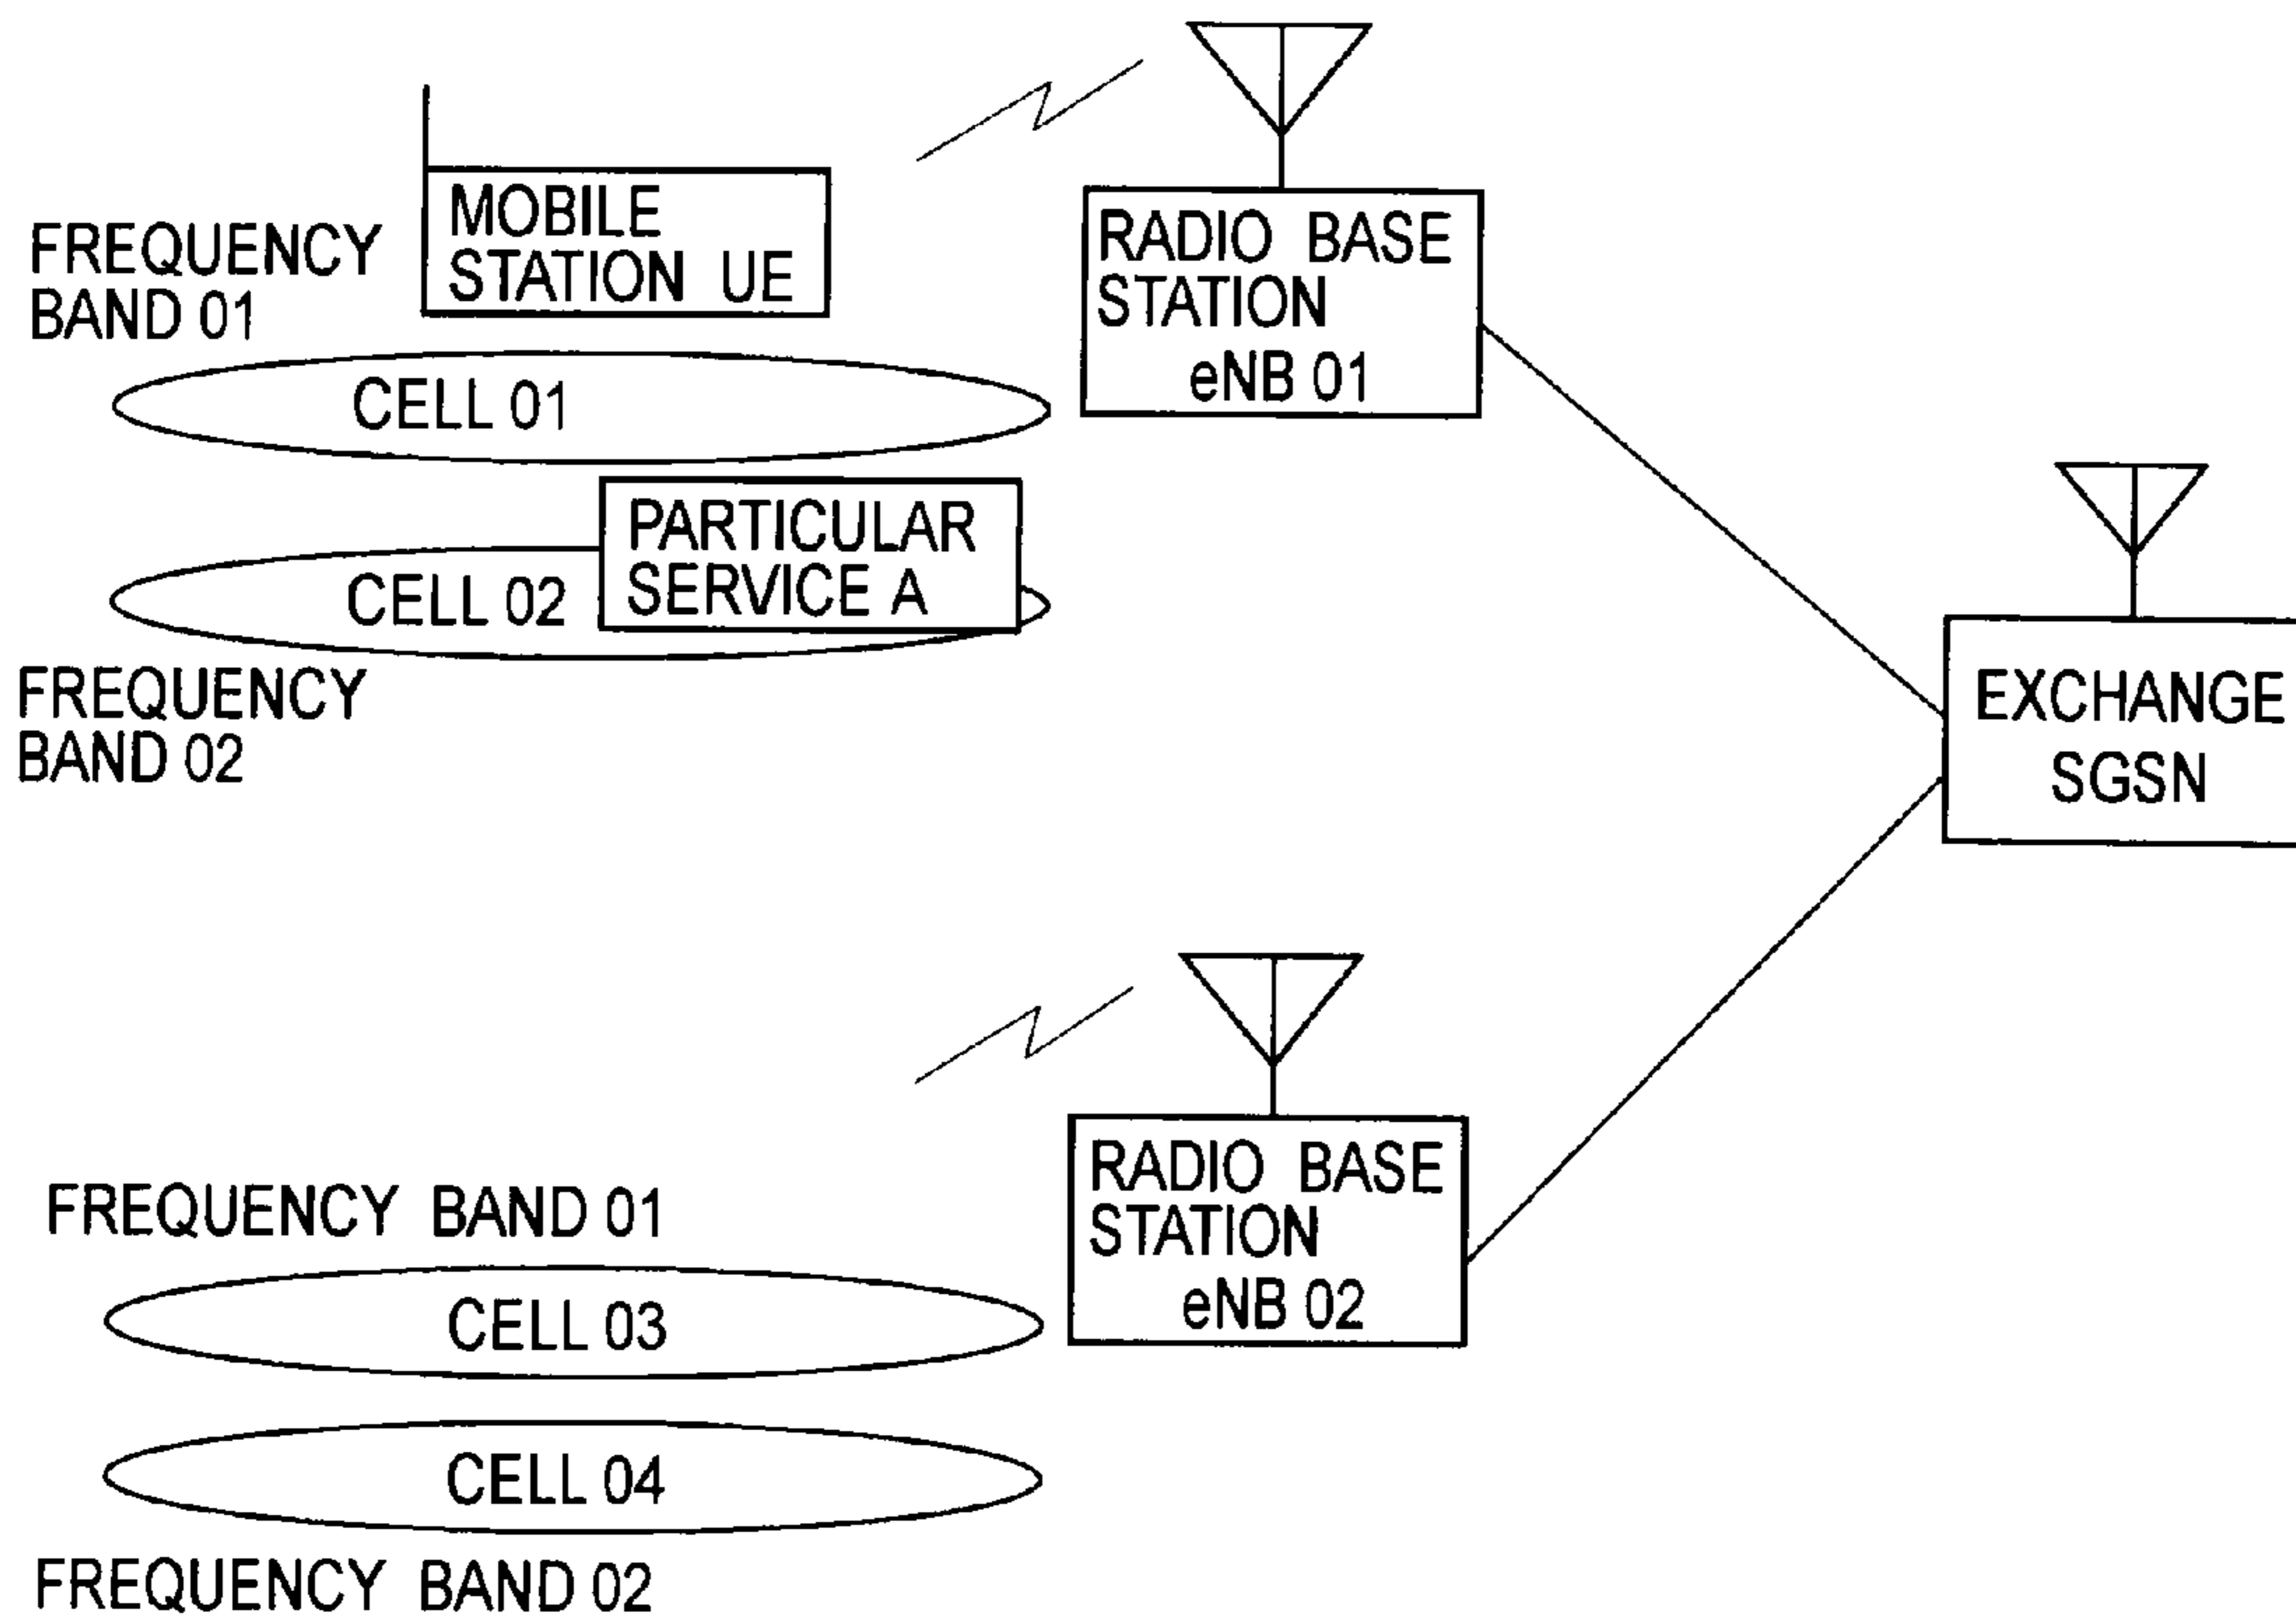 MOBILE
STATION UE
FREQUENCY
BAND 01
RADIO BASE
STATION
eNB 01
CELL 01
PARTICULAR
SERVICE A
CELL 02
FREQUENCY
BAND 02
EXCHANGE
SGSN
RADIO BASE
STATION
eNB 02
FREQUENCY BAND 01
CELL 03
CELL 04
FREQUENCY BAND 02